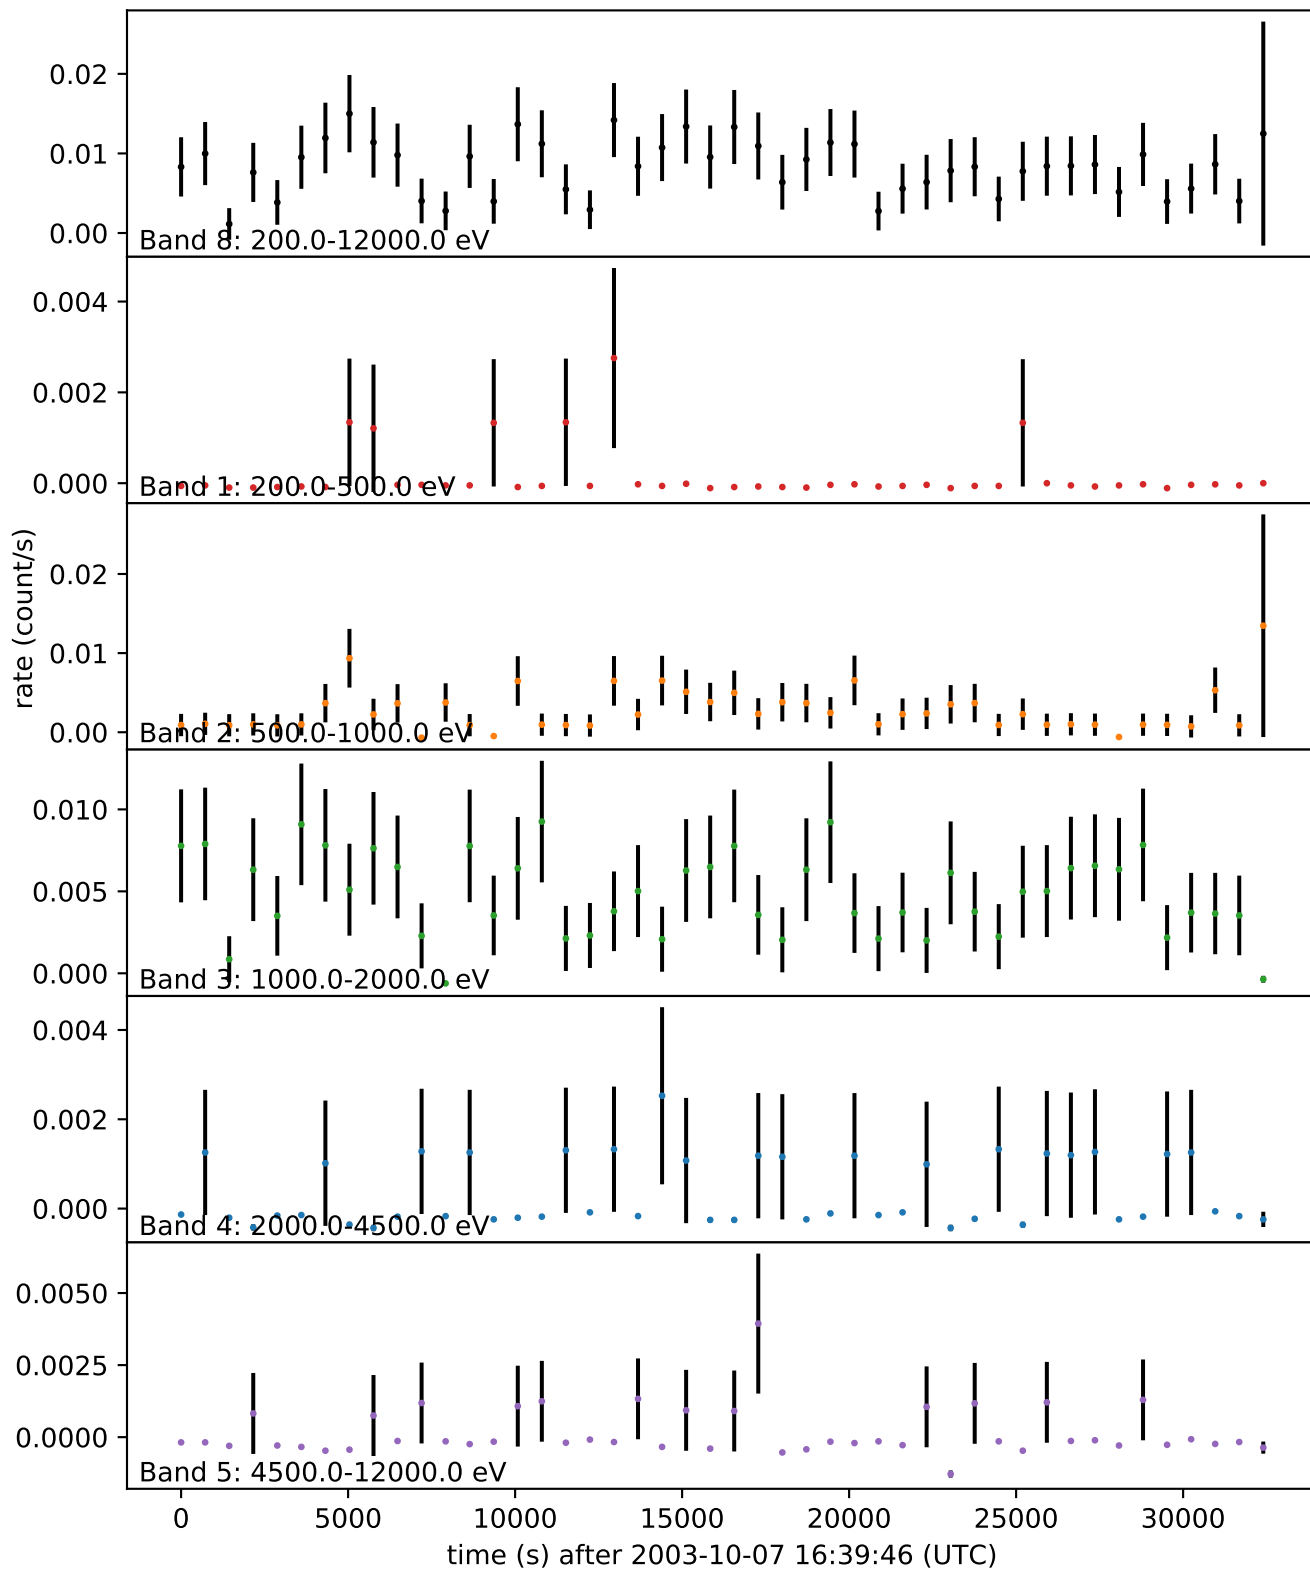 0.02
0.01
0.00
Band 8: 200.0-12000.0 eV
0.004
0.002
0.000
Band 1: 200.0-500.0 eV
rate (count/s)
0.02
0.01
0.00
Band 2: 500.0-1000.0 eV
0.010
0.005
0.000
Band 3: 1000.0-2000.0 eV
0.004
0.002
0.000
Band 4: 2000.0-4500.0 eV
0.0050
0.0025
0.0000
Band 5: 4500.0-12000.0 eV
0 5000 10000 15000 20000 25000 30000
time (s) after 2003-10-07 16:39:46 (UTC)